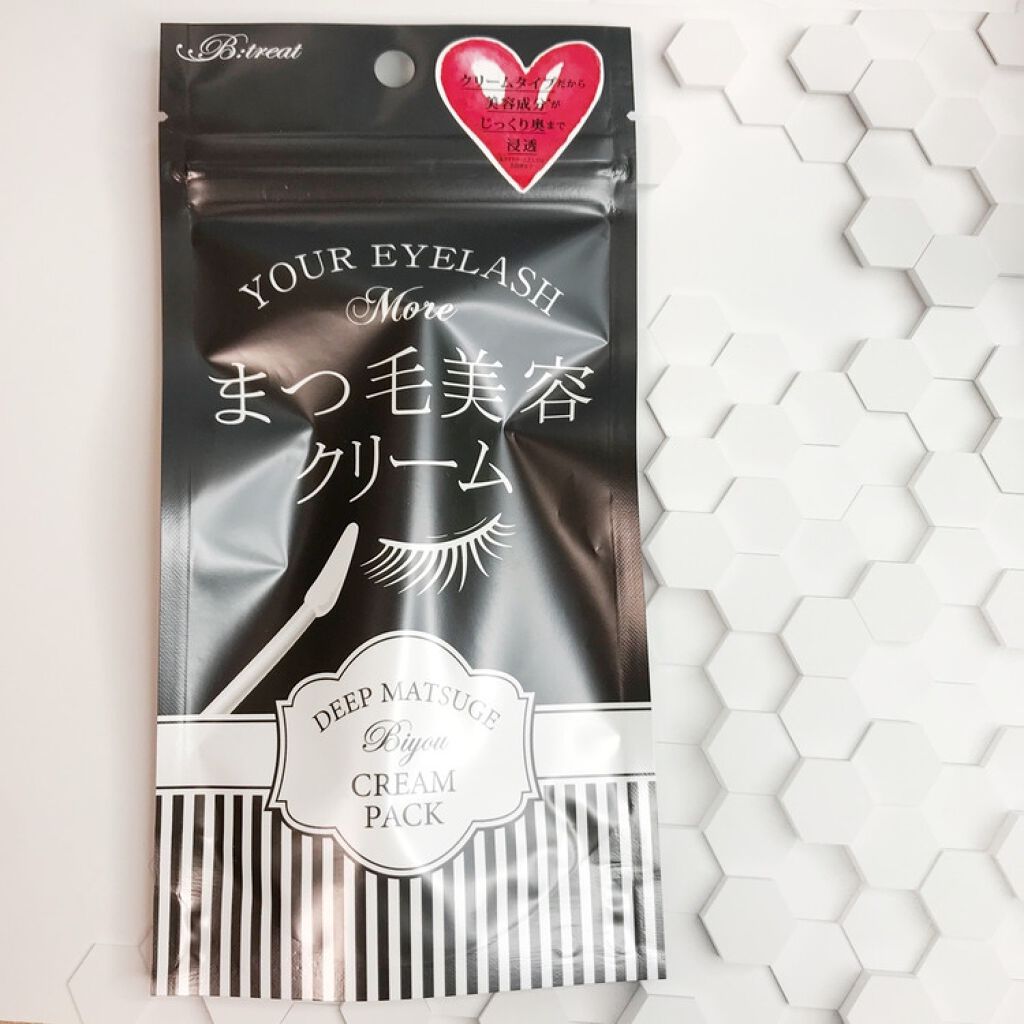 B:treat
クリームタイプだから
美容成分*が
じっくり奥まで
浸透
YOUR EYELASH
More
まつ毛美容
クリーム
DEEP MATSUGE
Biyou
CREAM
PACK